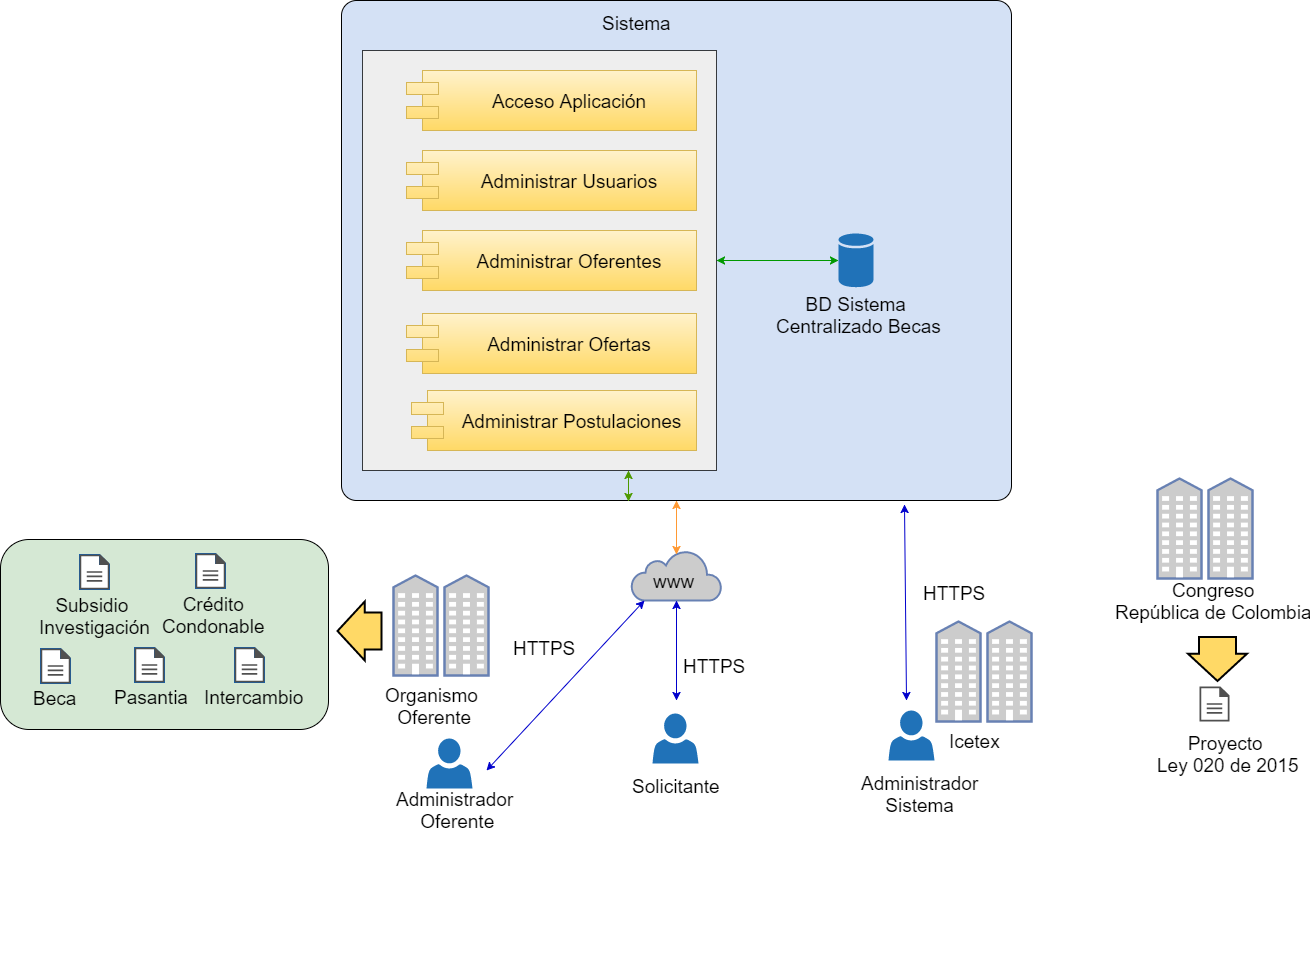 Sistema
Acceso Aplicación
Administrar Usuarios
Administrar Oferentes
Administrar Ofertas
Administrar Postulaciones
BD Sistema
Centralizado Becas
Subsidio
Investigación
Crédito
Condonable
Beca
Pasantia
Intercambio
Organismo
Oferente
Administrador
Oferente
HTTPS
WWW
HTTPS
Solicitante
HTTPS
Icetex
Administrador
Sistema
Congreso
República de Colombia
Proyecto
Ley 020 de 2015